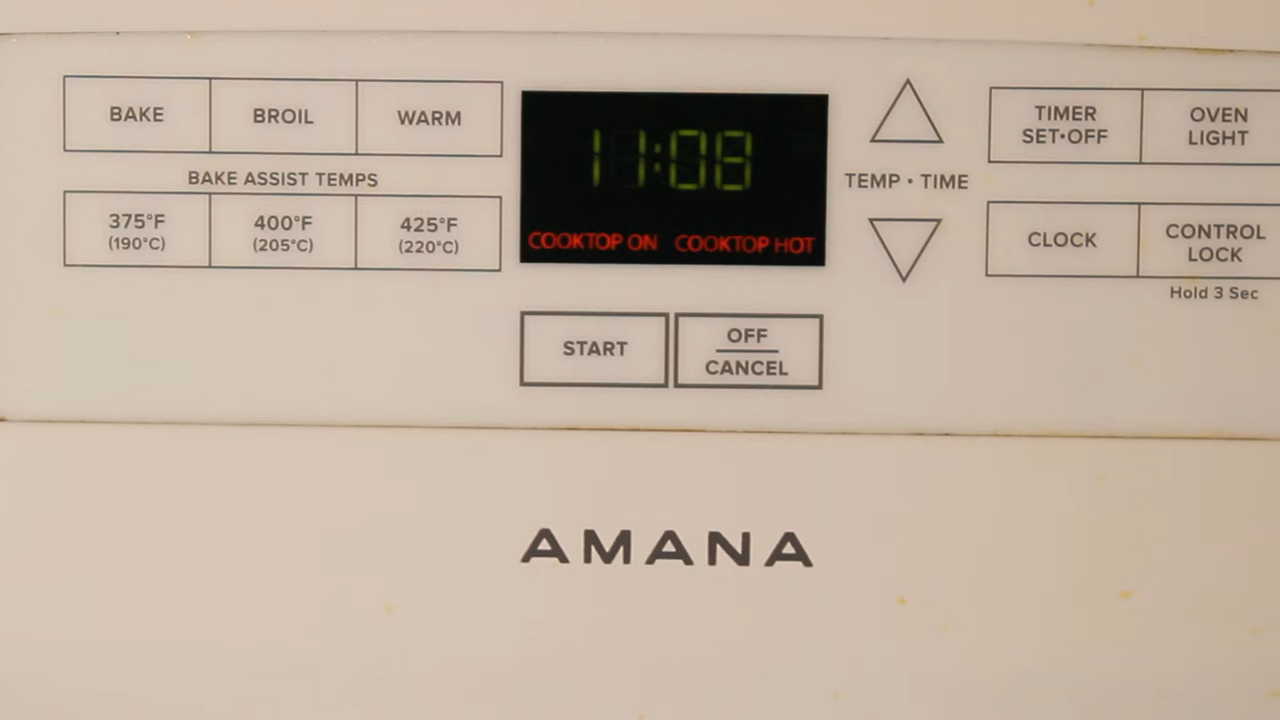 BAKE BROIL WARM
BAKE ASSIST TEMPS
375°F 400°F 425°F
(190°C) (205°C) (220°C)
11:08
COOKTOP ON COOKTOP HOT
START
OFF
CANCEL
TEMP • TIME
TIMER
SET•OFF
OVEN
LIGHT
CLOCK
CONTROL
LOCK
Hold 3 Sec
AMANA